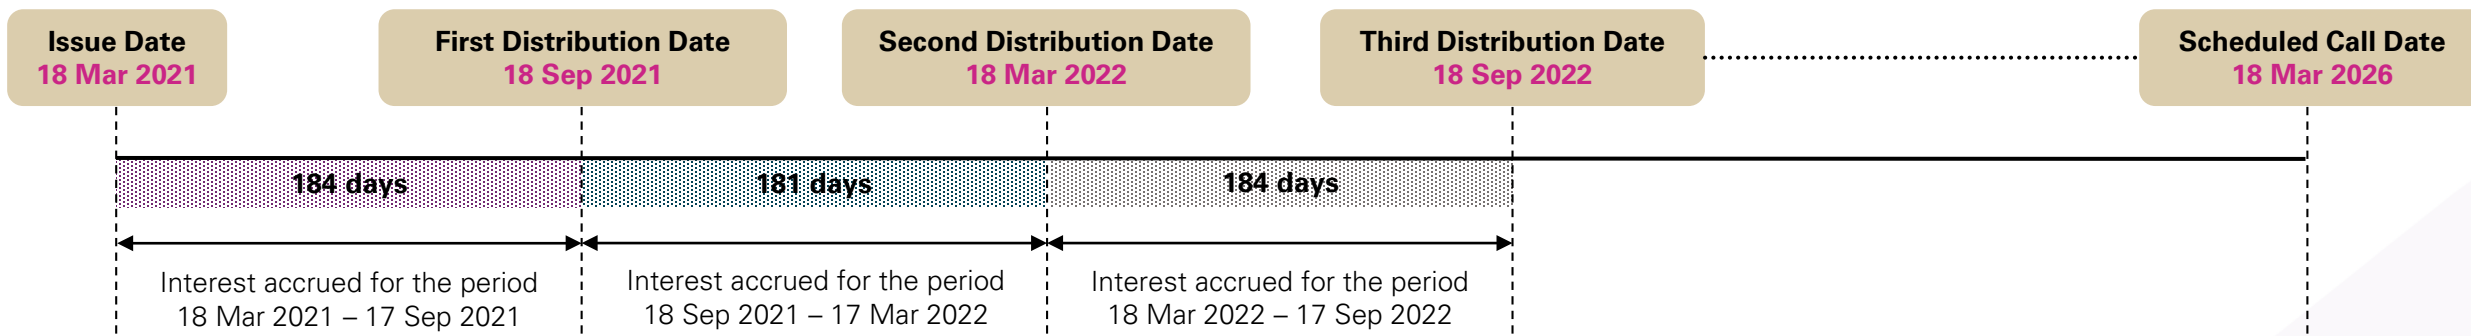 Issue Date
18 Mar 2021
First Distribution Date
18 Sep 2021
Second Distribution Date
18 Mar 2022
Third Distribution Date
18 Sep 2022
Scheduled Call Date
18 Mar 2026
184 days
181 days
184 days
Interest accrued for the period
18 Mar 2021 – 17 Sep 2021
Interest accrued for the period
18 Sep 2021 – 17 Mar 2022
Interest accrued for the period
18 Mar 2022 – 17 Sep 2022